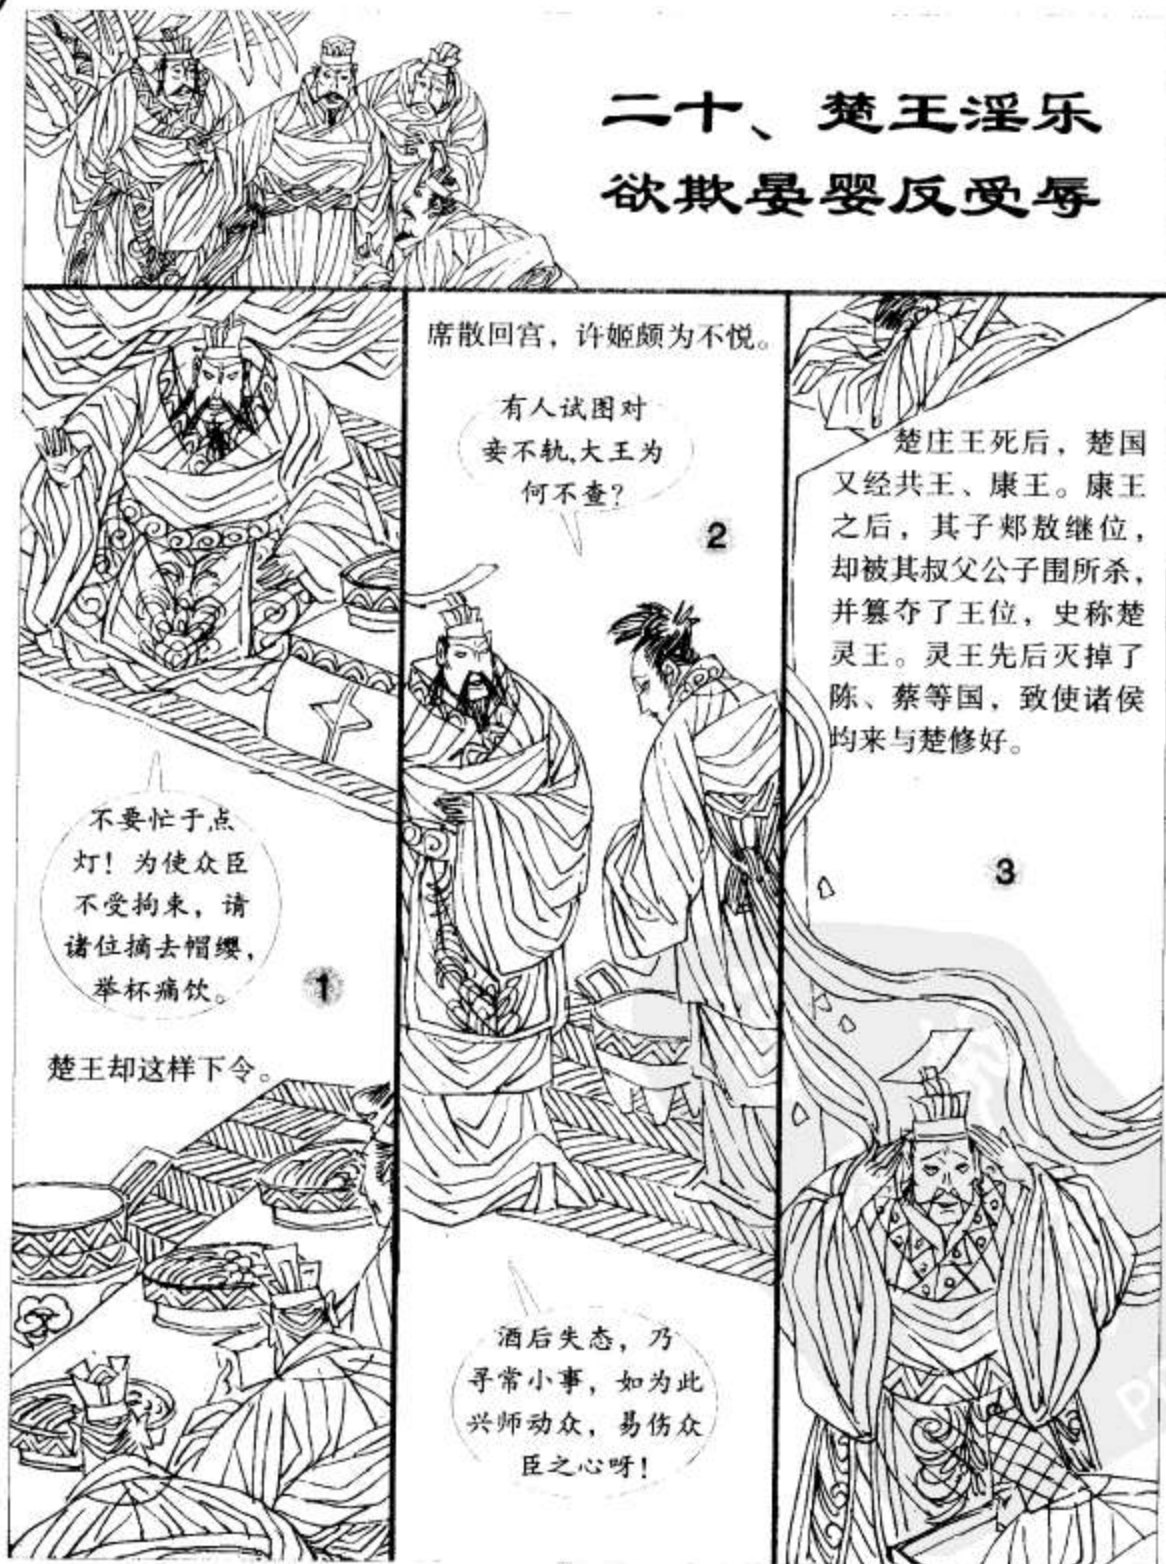 二十、楚王淫乐
欲欺晏婴反受辱
不要忙于点
灯！为使众臣
不受拘束，请
诸位摘去帽缨，
举杯痛饮。
1
楚王却这样下令。
席散回宫，许姬颇为不悦。
有人试图对
妾不轨，大王为
何不查？
2
酒后失态，乃
寻常小事，如为此
兴师动众，易伤众
臣之心呀！
楚庄王死后，楚国
又经共王、康王。康王
之后，其子郏敖继位，
却被其叔父公子围所杀，
并篡夺了王位，史称楚
灵王。灵王先后灭掉了
陈、蔡等国，致使诸侯
均来与楚修好。
3